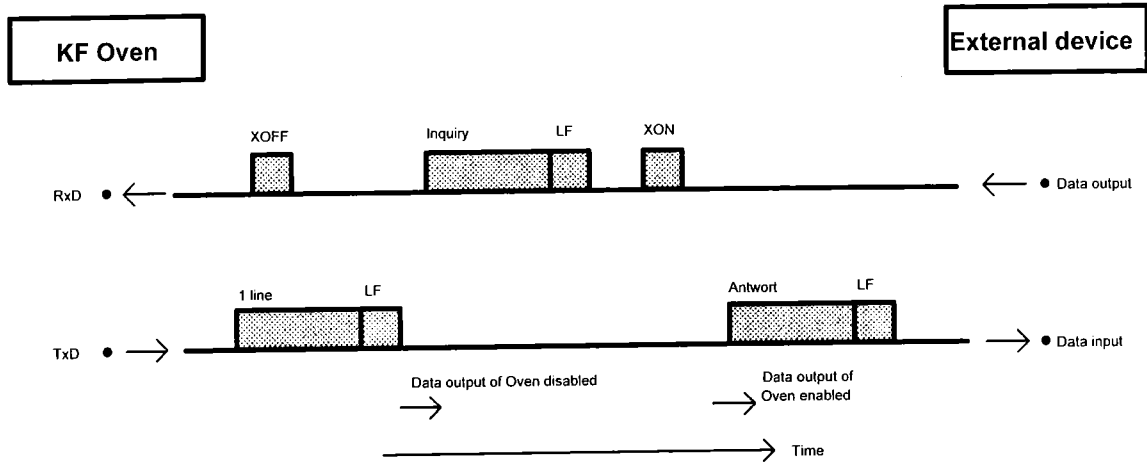 KF Oven
External device
XOFF
Inquiry
LF
XON
RxD
Data output
1 line
LF
Antwort
LF
TxD
Data input
Data output of Oven disabled
Data output of
Oven enabled
Time